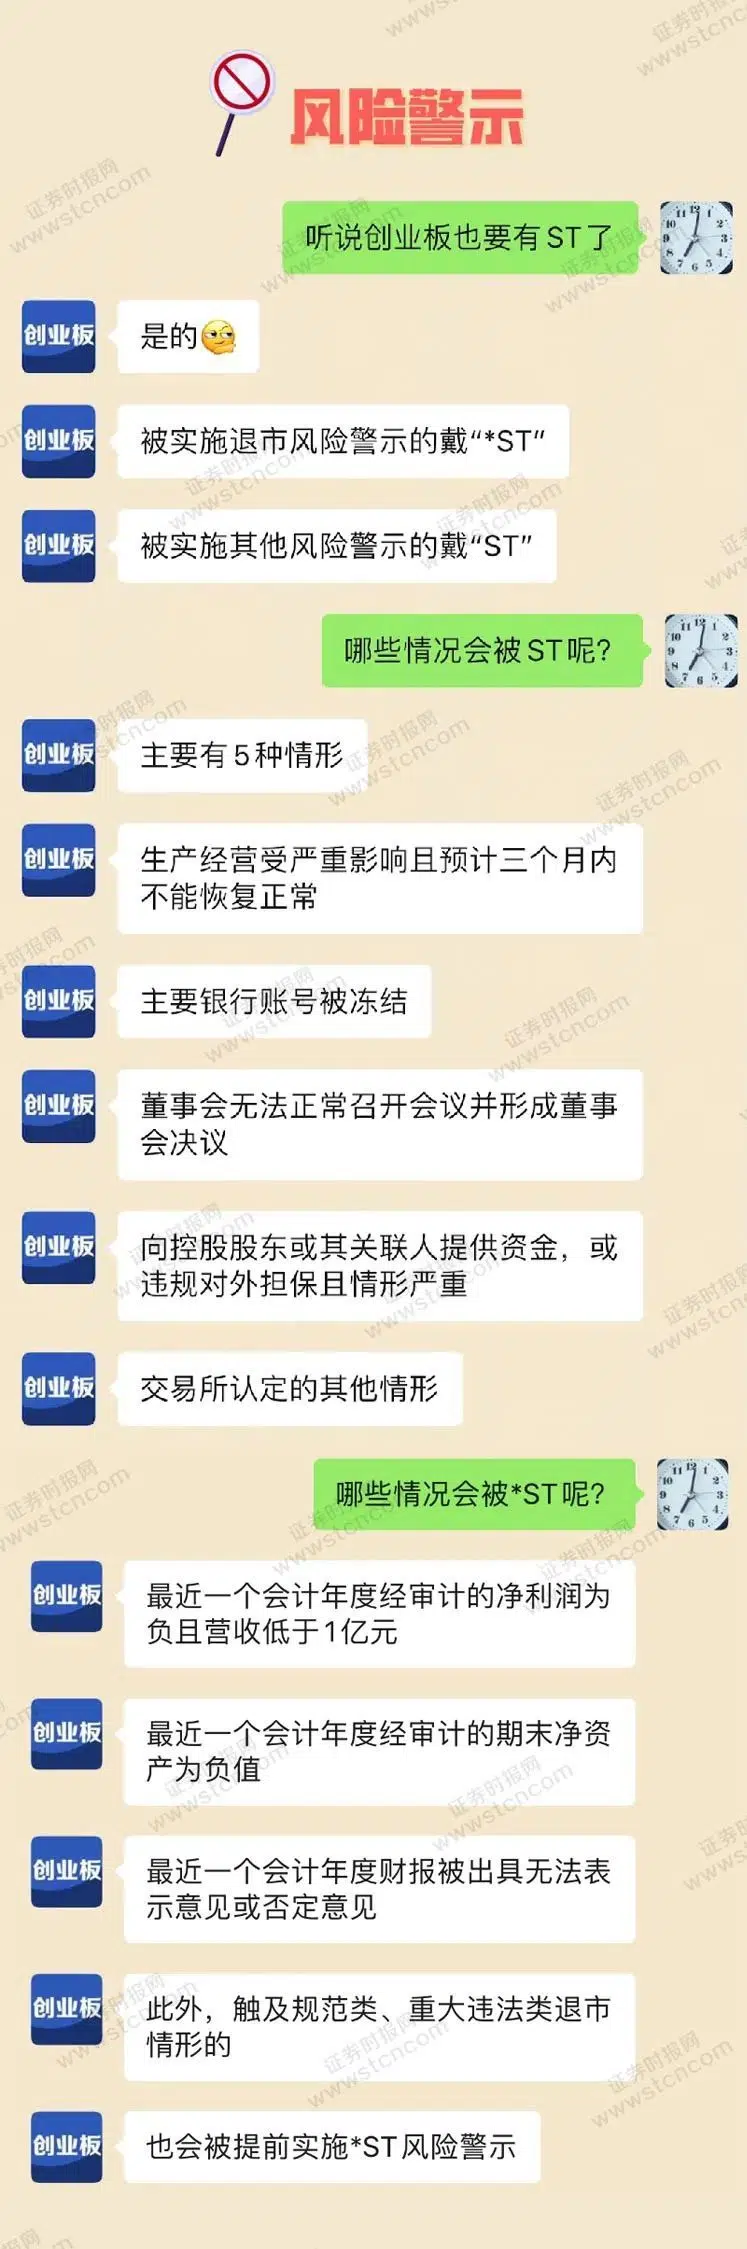 风险警示
听说创业板也要有ST了
创业板
是的
创业板
被实施退市风险警示的戴“*ST”
创业板
被实施其他风险警示的戴“ST”
哪些情况会被ST呢?
创业板
主要有5种情形
创业板
生产经营受严重影响且预计三个月内
不能恢复正常
创业板
主要银行账号被冻结
创业板
董事会无法正常召开会议并形成董事
会决议
创业板
向控股股东或其关联人提供资金，或
违规对外担保且情形严重
创业板
交易所认定的其他情形
哪些情况会被*ST呢?
创业板
最近一个会计年度经审计的净利润为
负且营收低于1亿元
创业板
最近一个会计年度经审计的期末净资
产为负值
创业板
最近一个会计年度财报被出具无法表
示意见或否定意见
创业板
此外，触及规范类、重大违法类退市
情形的
创业板
也会被提前实施*ST风险警示
证券时报网
www.stcn.com